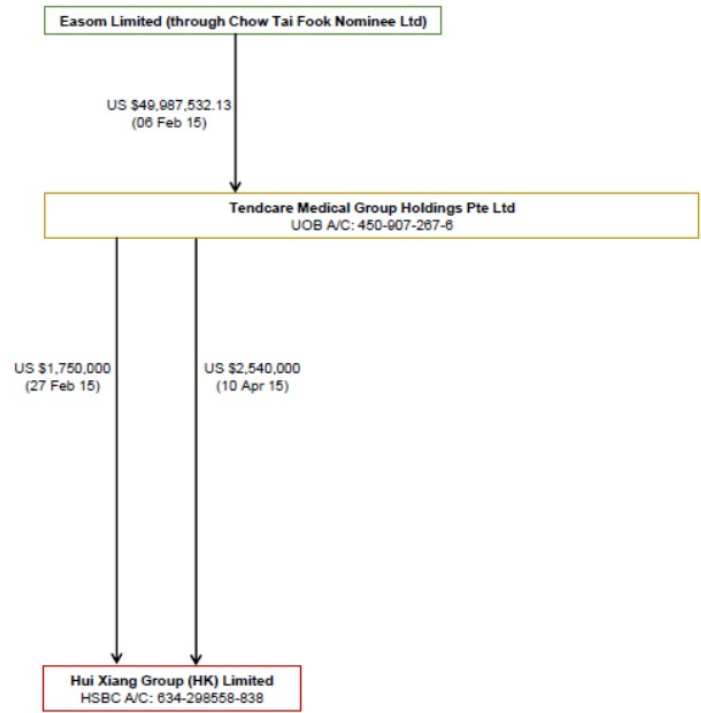 Easom Limited (through Chow Tai Fook Nominee Ltd)
US $49,987,532.13
(06 Feb 15)
Tendcare Medical Group Holdings Pte Ltd
UOB A/C: 450-907-267-6
US $1,750,000
(27 Feb 15)
US $2,540,000
(10 Apr 15)
Hui Xiang Group (HK) Limited
HSBC A/C: 634-298558-838